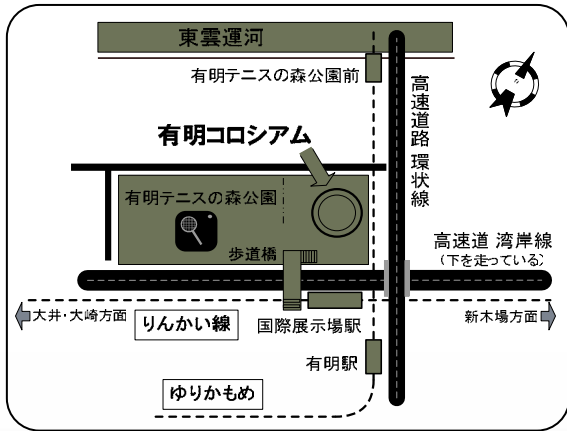 東雲運河
有明テニスの森公園前
高速道路 環状線
有明コロシアム
有明テニスの森公園
歩道橋
高速道 湾岸線
(下を走っている)
大井・大崎方面
りんかい線
国際展示場駅
新木場方面
有明駅
ゆりかもめ